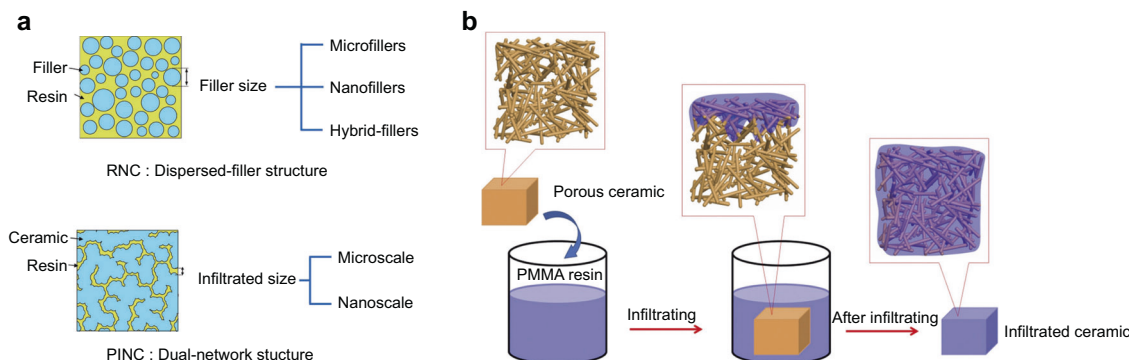 a
Filler
Resin
Filler size
Microfillers
Nanofillers
Hybrid-fillers
RNC : Dispersed-filler structure
Ceramic
Resin
Infiltrated size
Microscale
Nanoscale
PINC : Dual-network stucture
b
Porous ceramic
PMMA resin
Infiltrating
After infiltrating
Infiltrated ceramic